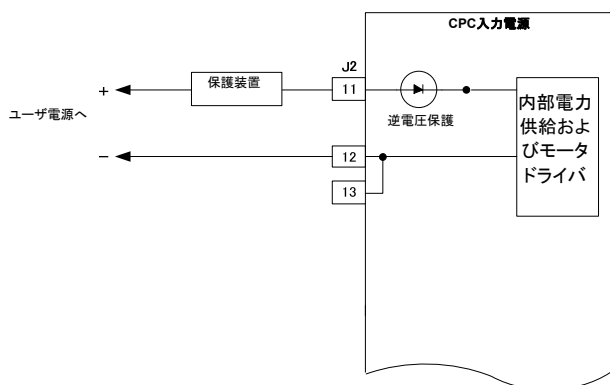 CPC入力電源
J2
保護装置
+
11
ユーザ電源へ
逆電圧保護
内部電力
供給およ
びモータ
ドライバ
−
12
13